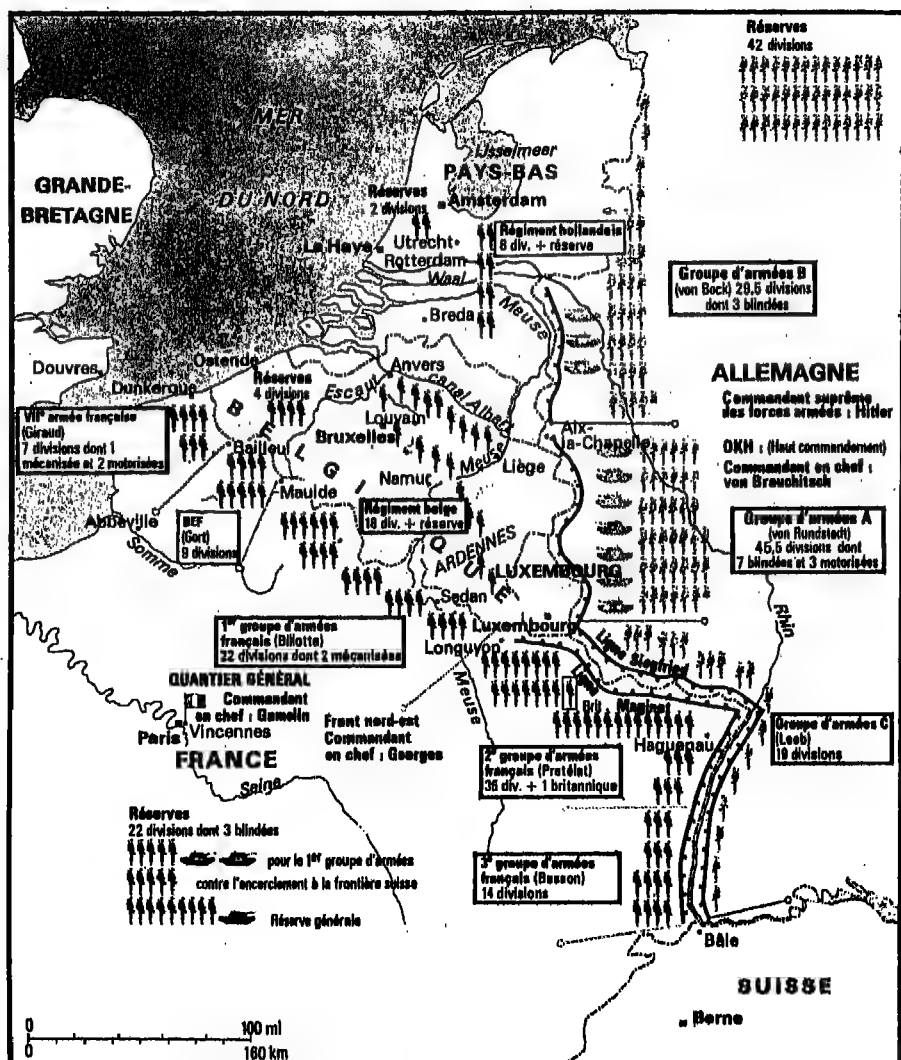 Réserves
42 divisions
MER
DU NORD
GRANDE-
BRETAGNE
IJsselmeer
PAYS-BAS
Amsterdam
Réserves
2 divisions
Régiment hollandais
8 div. + réserve
La Haye
Utrecht
Rotterdam
Waal
Meuse
Breda
Groupe d'armées B
(von Bock) 29,5 divisions
dont 3 blindées
Douvres
Dunkerque
Ostende
Anvers
Escaut
Canal Albert
Réserves
4 divisions
Louvain
Bruxelles
ALLEMAGNE
Commandant suprême
des forces armées : Hitler
OKH : (Haut commandement)
Commandant en chef :
von Brauchitsch
VIIe armée française
(Giraud)
7 divisions dont 1
mécanisée et 2 motorisées
Bailleul
BELGIQUE
Aix-
la-Chapelle
Meuse
Liège
Namur
Maulde
Abbeville
Somme
BEF
(Gort)
9 divisions
Régiment belge
18 div. + réserve
Groupe d'armées A
(von Rundstedt)
45,5 divisions dont
7 blindées et 3 motorisées
ARDENNES
LUXEMBOURG
Sedan
Rhin
1er groupe d'armées
français (Billotte)
22 divisions dont 2 mécanisées
Luxembourg
Longuyon
Ligne Siegfried
Ligne Maginot
Brit
QUARTIER GÉNÉRAL
Commandant
en chef : Gamelin
Paris
Vincennes
FRANCE
Seine
Meuse
Front nord-est
Commandant
en chef : Georges
Haguenau
Groupe d'armées C
(Leeb)
19 divisions
2e groupe d'armées
français (Prételat)
35 div. + 1 britannique
Réserves
22 divisions dont 3 blindées
pour le 1er groupe d'armées
contre l'encerclement à la frontière suisse
Réserve générale
3e groupe d'armées
français (Besson)
14 divisions
Bâle
SUISSE
Berne
0 100 ml
0 160 km